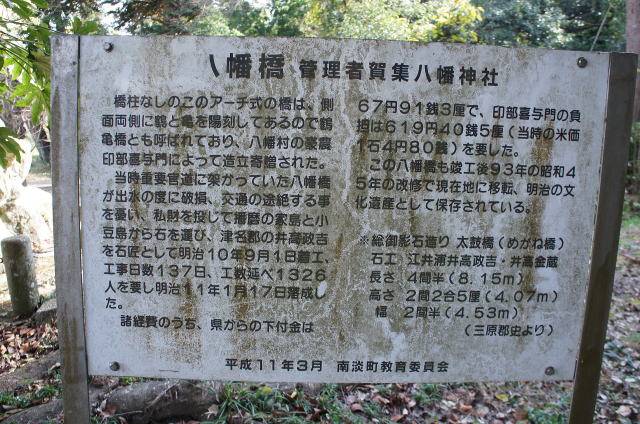 八幡橋 管理者賀集八幡神社
橋柱なしのこのアーチ式の橋は、側
面両側に鶴と亀を陽刻してあるので鶴
亀橋とも呼ばれており、八幡村の豪農
印部喜与門によって造立寄贈された。
当時重要官道に架かっていた八幡橋
が出水の度に破損、交通の途絶する事
を憂い、私財を投じて播磨の家島と小
豆島から石を運び、津名郡の井高政吉
を石匠として明治10年9月1日着工、
工事日数137日、工数延べ1326
人を要し明治11年1月17日落成し
た。
諸経費のうち、県からの下付金は
67円91銭3厘で、印部喜与門の負
担は619円40銭5厘(当時の米価
1石4円80銭)を要した。
この八幡橋も竣工後93年の昭和4
5年の改修で現在地に移転、明治の文
化遺産として保存されている。
※総御影石造り 太鼓橋(めがね橋)
石工 江井浦井高政吉・井高金蔵
長さ 4間半(8.15m)
高さ 2間2合5厘(4.07m)
幅 2間半(4.53m)
(三原郡史より)
平成11年3月 南淡町教育委員会